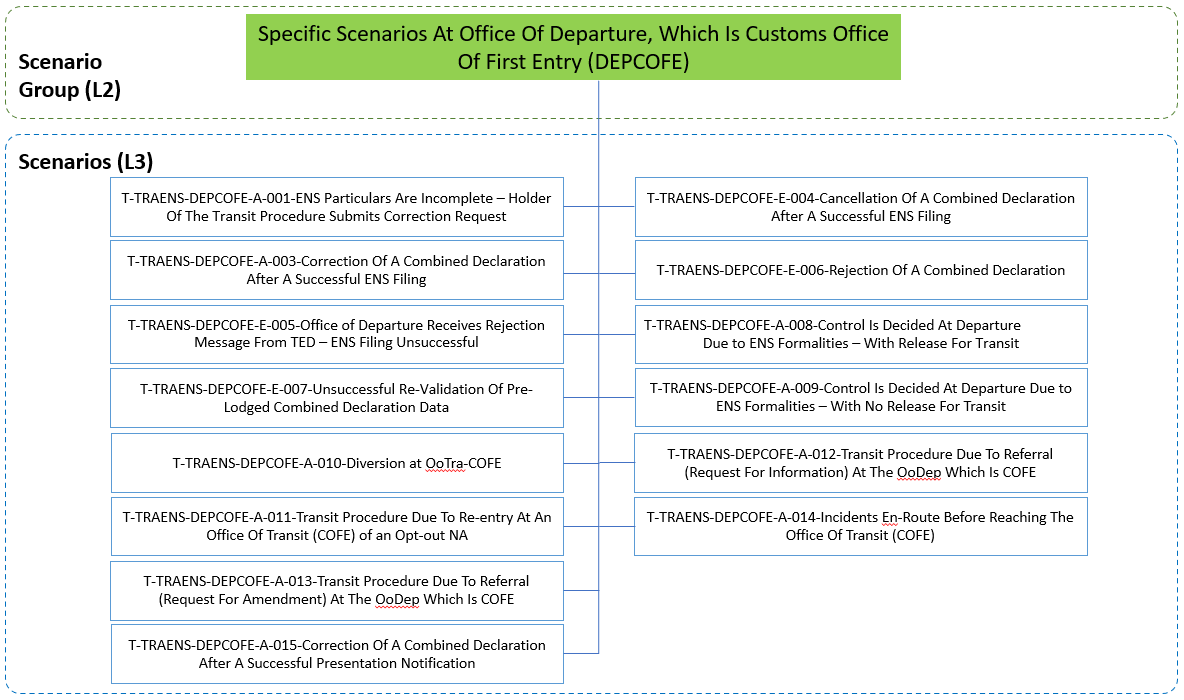 Specific Scenarios At Office Of Departure, Which Is Customs Office
Of First Entry (DEPCOFE)
Scenario
Group (L2)
Scenarios (L3)
T-TRAENS-DEPCOFE-A-001-ENS Particulars Are Incomplete – Holder
Of The Transit Procedure Submits Correction Request
T-TRAENS-DEPCOFE-E-004-Cancellation Of A Combined Declaration
After A Successful ENS Filing
T-TRAENS-DEPCOFE-A-003-Correction Of A Combined Declaration
After A Successful ENS Filing
T-TRAENS-DEPCOFE-E-006-Rejection Of A Combined Declaration
T-TRAENS-DEPCOFE-E-005-Office of Departure Receives Rejection
Message From TED – ENS Filing Unsuccessful
T-TRAENS-DEPCOFE-A-008-Control Is Decided At Departure
Due to ENS Formalities – With Release For Transit
T-TRAENS-DEPCOFE-E-007-Unsuccessful Re-Validation Of Pre-
Lodged Combined Declaration Data
T-TRAENS-DEPCOFE-A-009-Control Is Decided At Departure Due to
ENS Formalities – With No Release For Transit
T-TRAENS-DEPCOFE-A-010-Diversion at OoTra-COFE
T-TRAENS-DEPCOFE-A-012-Transit Procedure Due To Referral
(Request For Information) At The OoDep Which IS COFE
T-TRAENS-DEPCOFE-A-011-Transit Procedure Due To Re-entry At An
Office Of Transit (COFE) of an Opt-out NA
T-TRAENS-DEPCOFE-A-014-Incidents En-Route Before Reaching The
Office Of Transit (COFE)
T-TRAENS-DEPCOFE-A-013-Transit Procedure Due To Referral
(Request For Amendment) At The OoDep Which IS COFE
T-TRAENS-DEPCOFE-A-015-Correction Of A Combined Declaration
After A Successful Presentation Notification